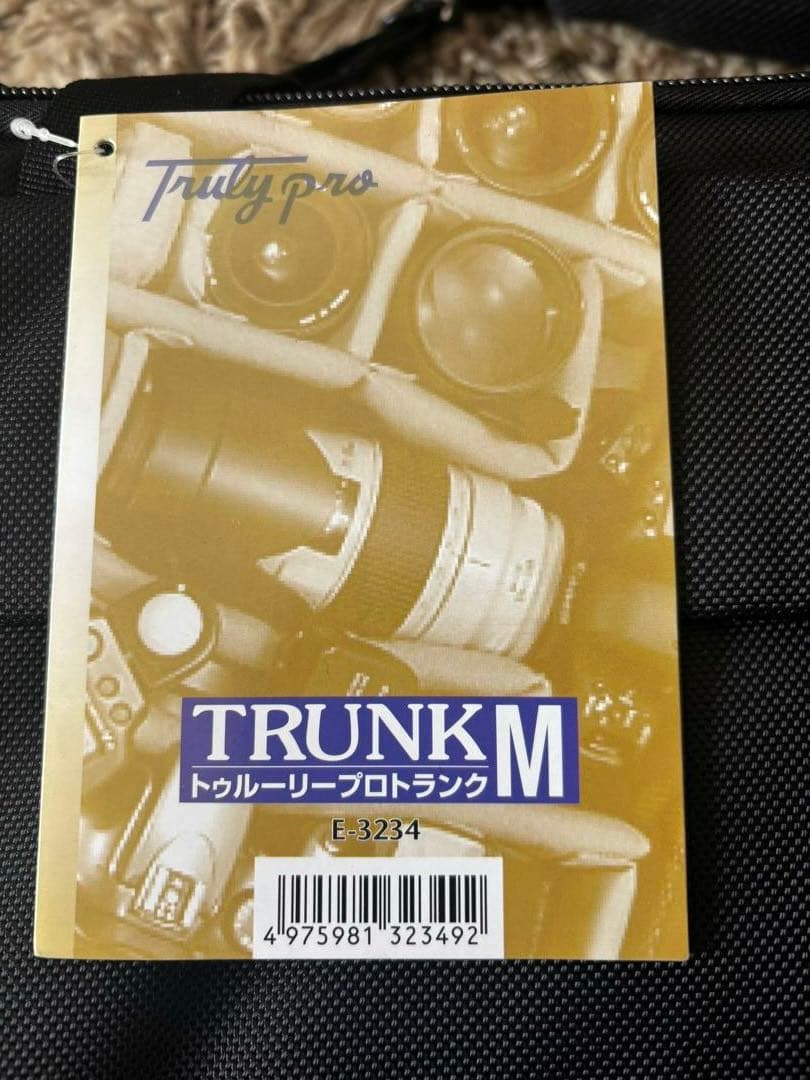 Truly pro
TRUNK M
トゥルーリープロトランク
E-3234
4 975981 323492